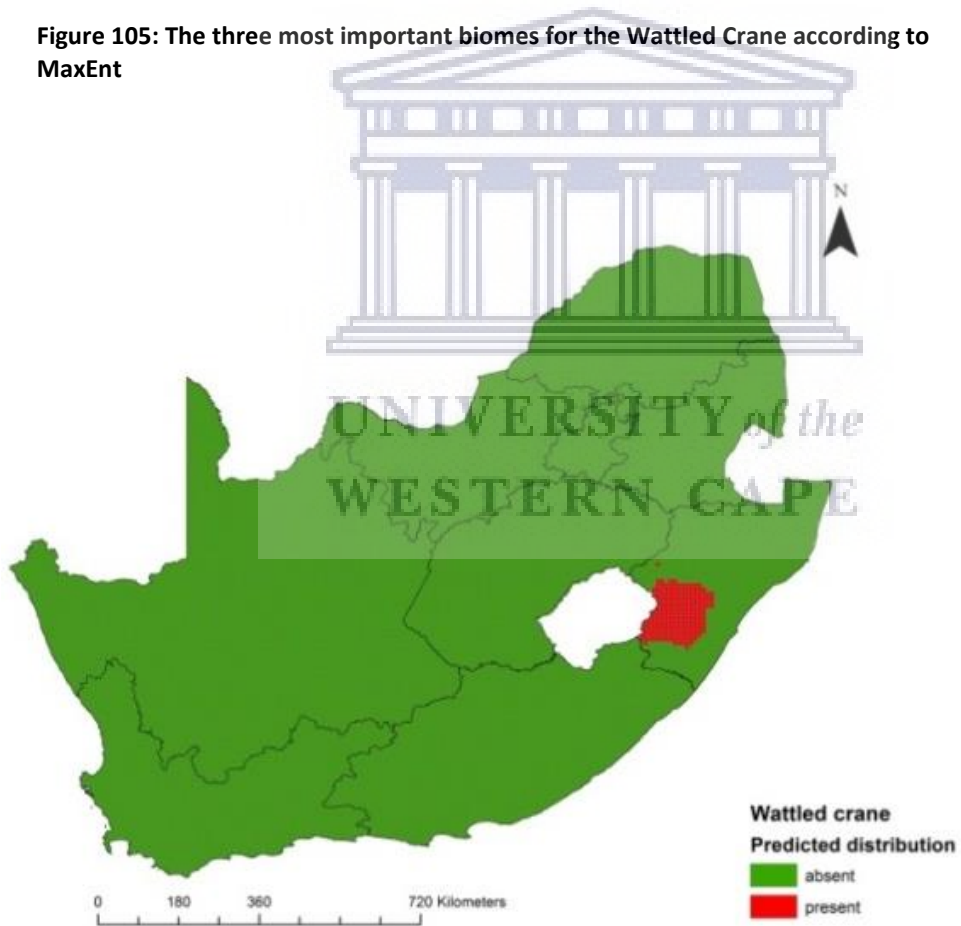 Figure 105: The three most important biomes for the Wattled Crane according to
MaxEnt
N
UNIVERSITY of the
WESTERN CAPE
Wattled crane
Predicted distribution
absent
present
0 180 360 720 Kilometers